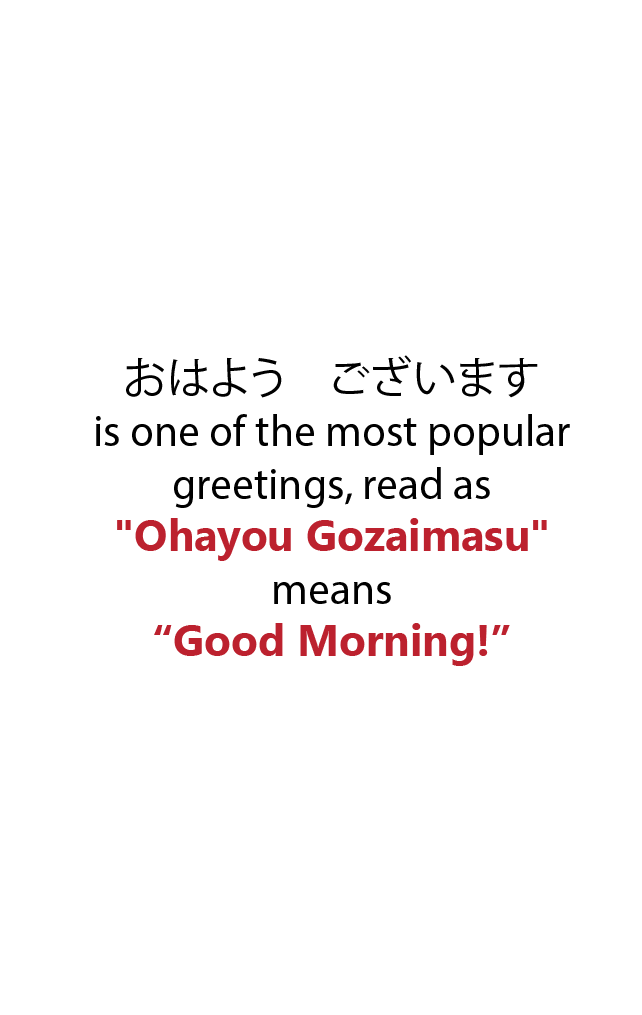 おはよう　ございます
is one of the most popular
greetings, read as
"Ohayou Gozaimasu"
means
“Good Morning!”